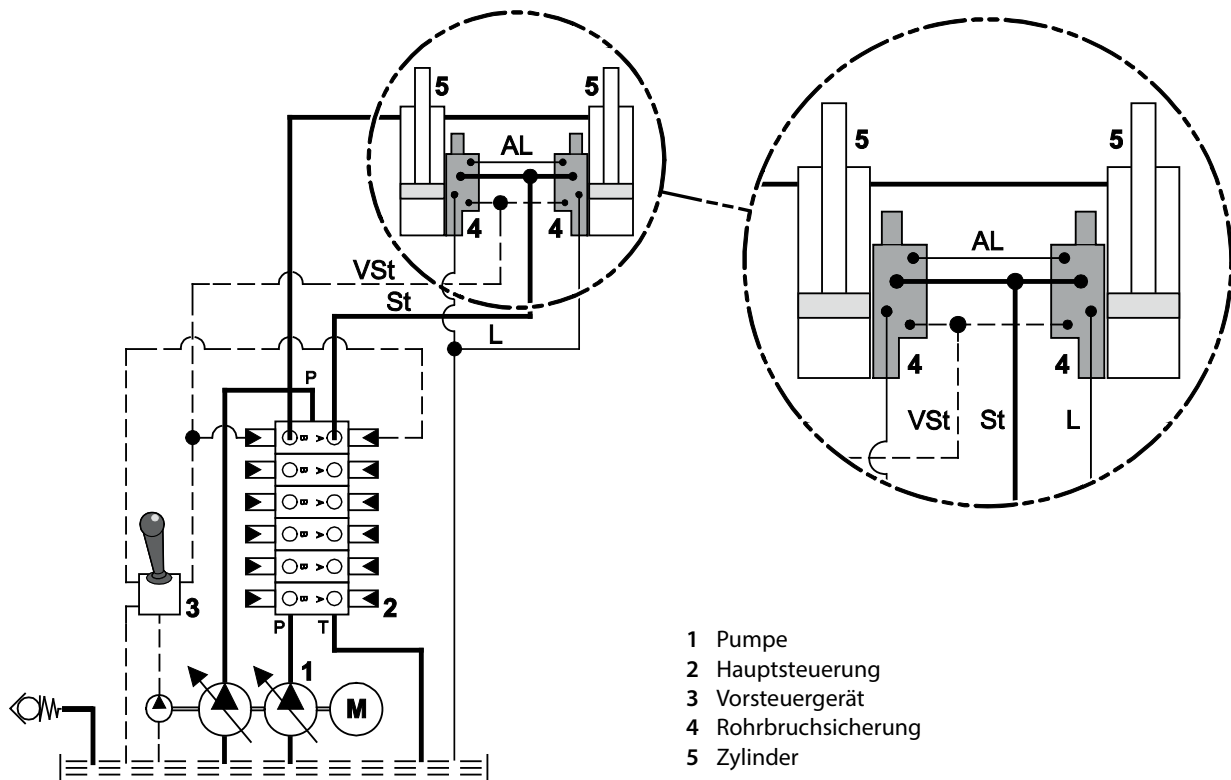 5 5
AL
4 4
VSt
St
L
5 5
AL
4 4
VSt St L
P
B A
B A
B A
B A
B A
B A
3
2
P T
1
M
1 Pumpe
2 Hauptsteuerung
3 Vorsteuergerät
4 Rohrbruchsicherung
5 Zylinder